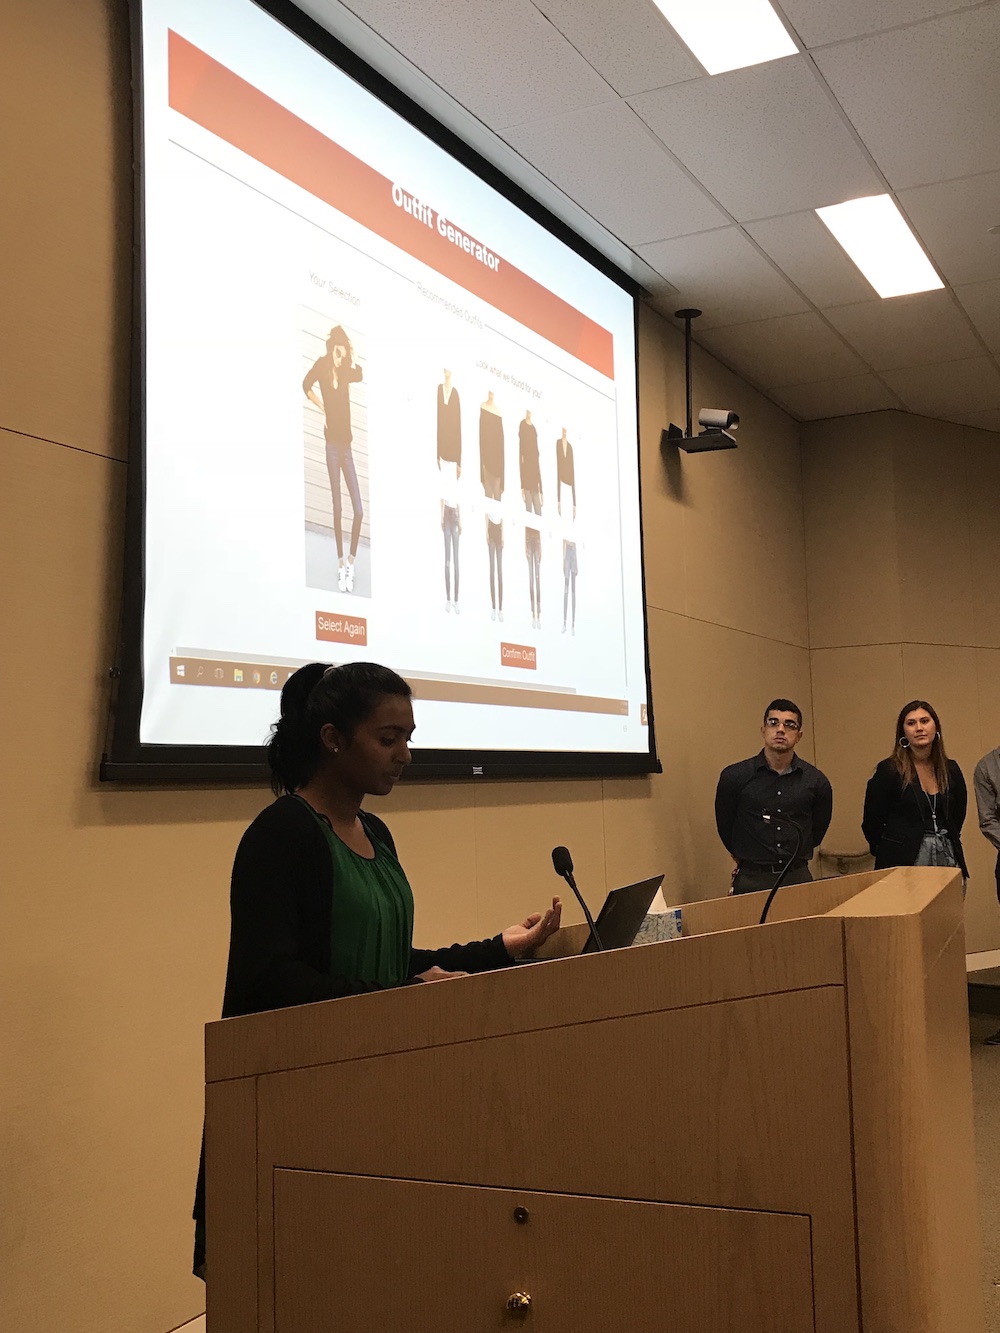 Outfit Generator
Your Selection
Recommended Outfits
Look what we found for you!
Select Again
Confirm Outfit